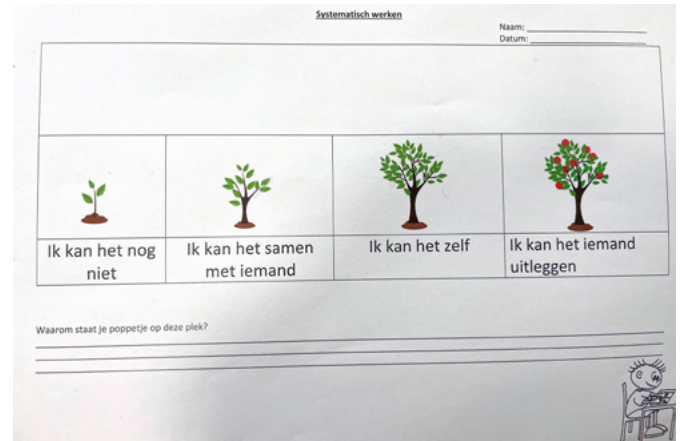 Systematisch werken
Naam:
Datum:
Ik kan het nog
niet
Ik kan het samen
met iemand
Ik kan het zelf
Ik kan het iemand
uitleggen
Waarom staat je poppetje op deze plek?